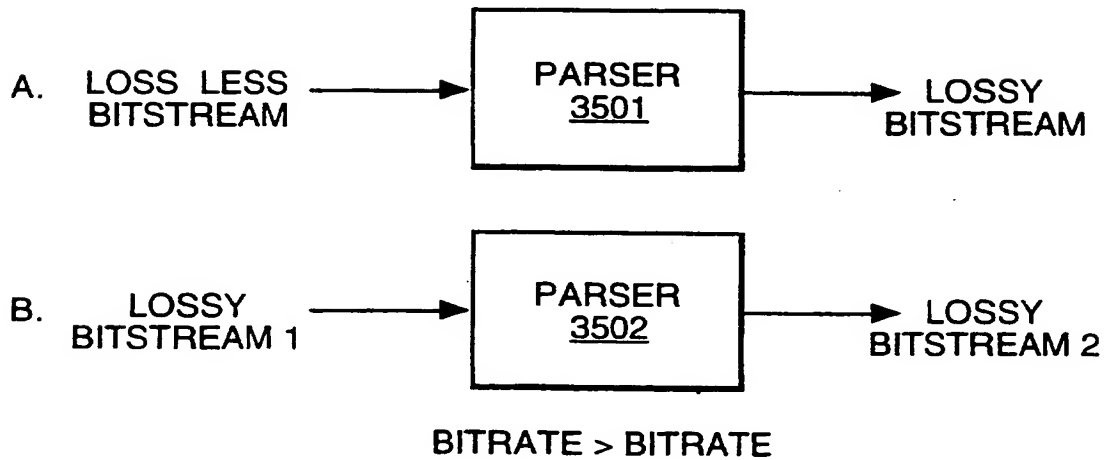 A. LOSS LESS BITSTREAM
PARSER
3501
LOSSY
BITSTREAM
B. LOSSY
BITSTREAM 1
PARSER
3502
LOSSY
BITSTREAM 2
BITRATE > BITRATE